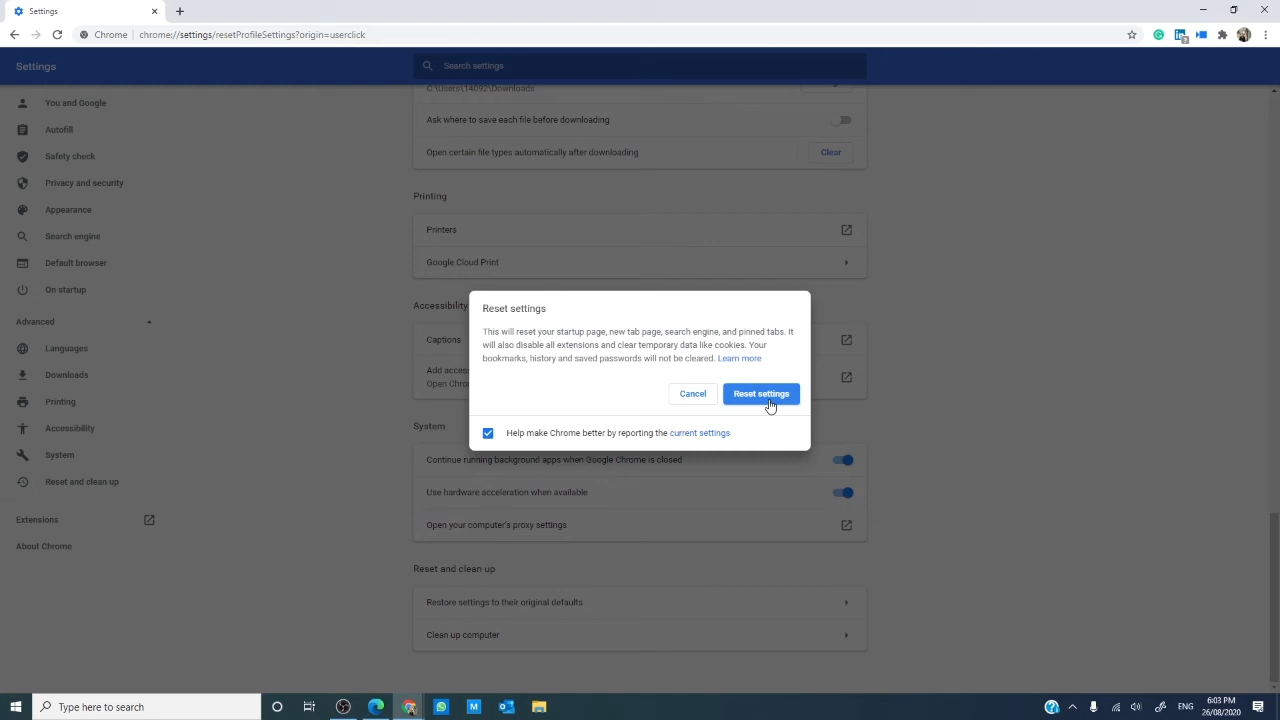 Settings
Chrome | chrome://settings/resetProfileSettings?origin=userclick
Settings
Search settings
You and Google
Autofill
Safety check
Privacy and security
Appearance
Search engine
Default browser
On startup
Advanced
Languages
Downloads
Printing
Accessibility
System
Reset and clean up
Extensions
About Chrome
C:\Users\14092\Downloads
Ask where to save each file before downloading
Open certain file types automatically after downloading
Clear
Printing
Printers
Google Cloud Print
Accessibility
Captions
Add acces
Open Chro
Reset settings
This will reset your startup page, new tab page, search engine, and pinned tabs. It
will also disable all extensions and clear temporary data like cookies. Your
bookmarks, history and saved passwords will not be cleared. Learn more
Cancel
Reset settings
Help make Chrome better by reporting the current settings
System
Continue running background apps when Google Chrome is closed
Use hardware acceleration when available
Open your computer's proxy settings
Reset and clean up
Restore settings to their original defaults
Clean up computer
Type here to search
ENG
6:03 PM
26/08/2020